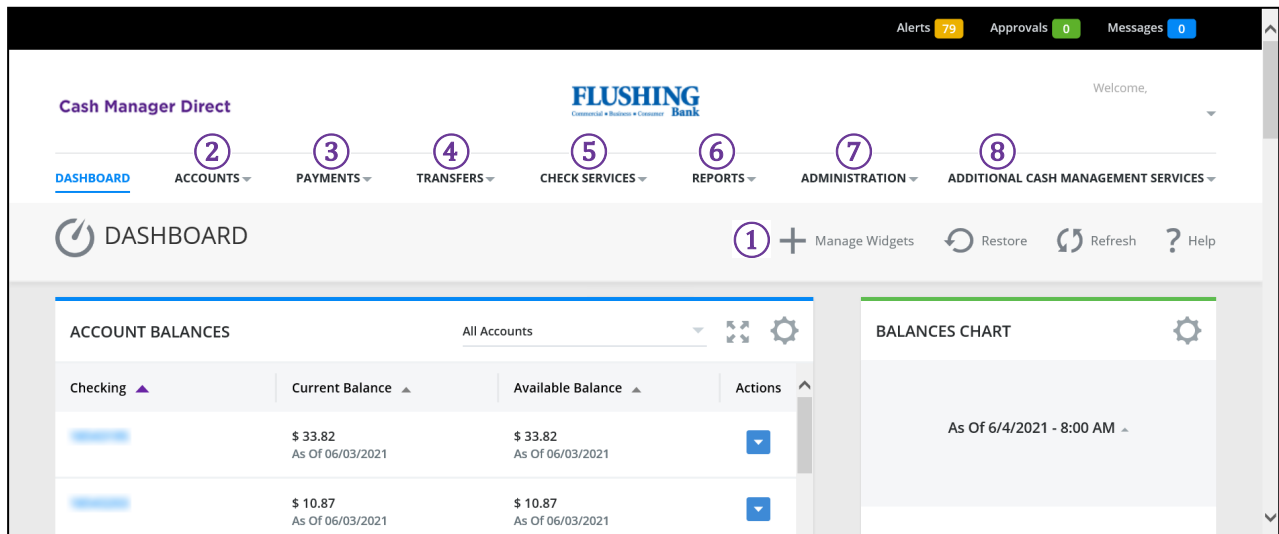 Alerts 79 Approvals 0 Messages 0
Cash Manager Direct
FLUSHING
Commercial • Business • Consumer Bank
Welcome,
2 3 4 5 6 7 8
DASHBOARD ACCOUNTS PAYMENTS TRANSFERS CHECK SERVICES REPORTS ADMINISTRATION ADDITIONAL CASH MANAGEMENT SERVICES
DASHBOARD
1 Manage Widgets Restore Refresh ? Help
ACCOUNT BALANCES All Accounts
Checking Current Balance Available Balance Actions
$ 33.82 $ 33.82
As Of 06/03/2021 As Of 06/03/2021
$ 10.87 $ 10.87
As Of 06/03/2021 As Of 06/03/2021
BALANCES CHART
As Of 6/4/2021 - 8:00 AM